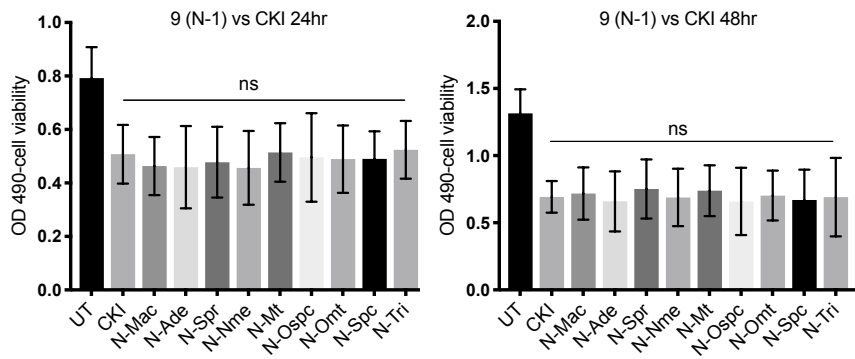 9 (N-1) vs CKI 24hr
OD 490-cell viability
1.0
0.8
0.6
0.4
0.2
0.0
ns
UT
CKI
N-Mac
N-Ade
N-Spr
N-Nme
N-Mt
N-Ospc
N-Omt
N-Spc
N-Tri
9 (N-1) vs CKI 48hr
OD 490-cell viability
2.0
1.5
1.0
0.5
0.0
ns
UT
CKI
N-Mac
N-Ade
N-Spr
N-Nme
N-Mt
N-Ospc
N-Omt
N-Spc
N-Tri